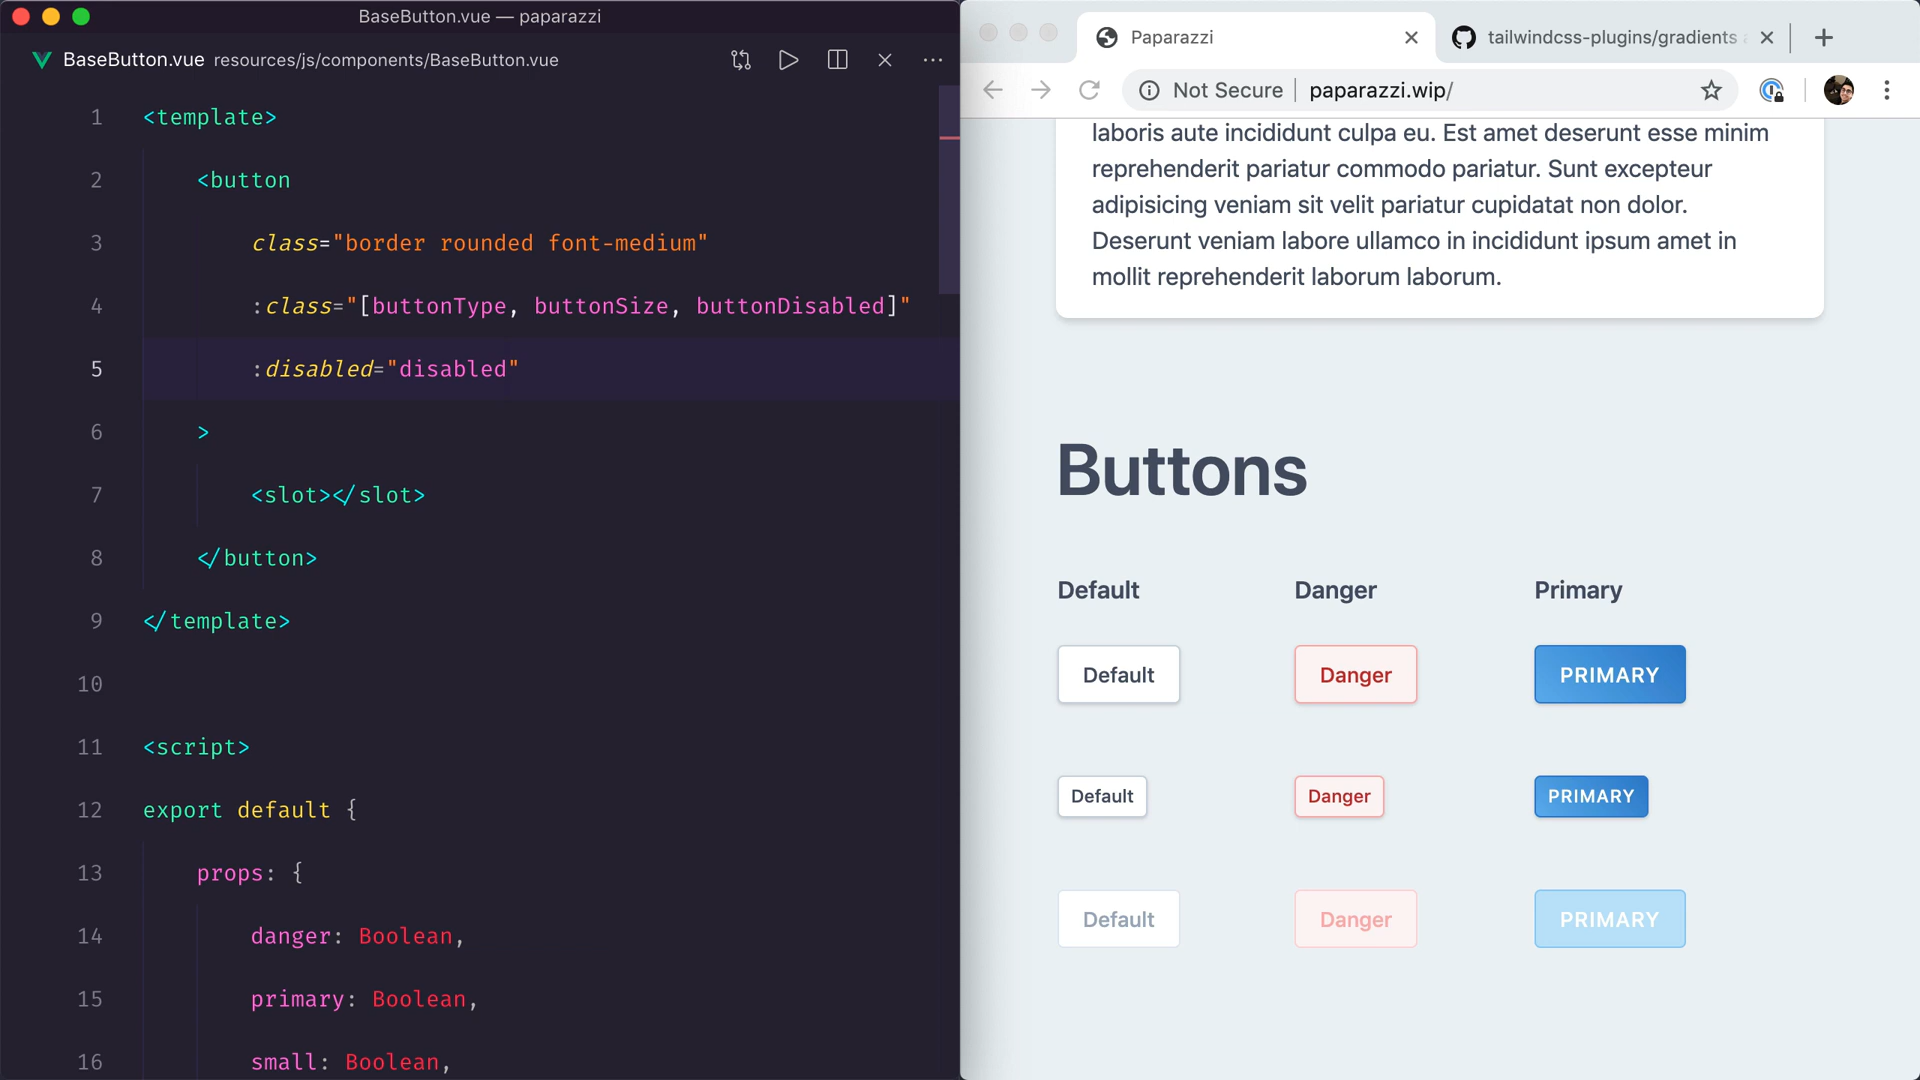 BaseButton.vue — paparazzi
BaseButton.vue resources/js/components/BaseButton.vue
1 <template>
2 <button
3 class="border rounded font-medium"
4 :class="[buttonType, buttonSize, buttonDisabled]"
5 :disabled="disabled"
6 >
7 <slot></slot>
8 </button>
9 </template>
10
11 <script>
12 export default {
13 props: {
14 danger: Boolean,
15 primary: Boolean,
16 small: Boolean,
Paparazzi
tailwindcss-plugins/gradients
Not Secure | paparazzi.wip/
laboris aute incididunt culpa eu. Est amet deserunt esse minim
reprehenderit pariatur commodo pariatur. Sunt excepteur
adipisicing veniam sit velit pariatur cupidatat non dolor.
Deserunt veniam labore ullamco in incididunt ipsum amet in
mollit reprehenderit laborum laborum.
Buttons
Default Danger Primary
Default Danger PRIMARY
Default Danger PRIMARY
Default Danger PRIMARY